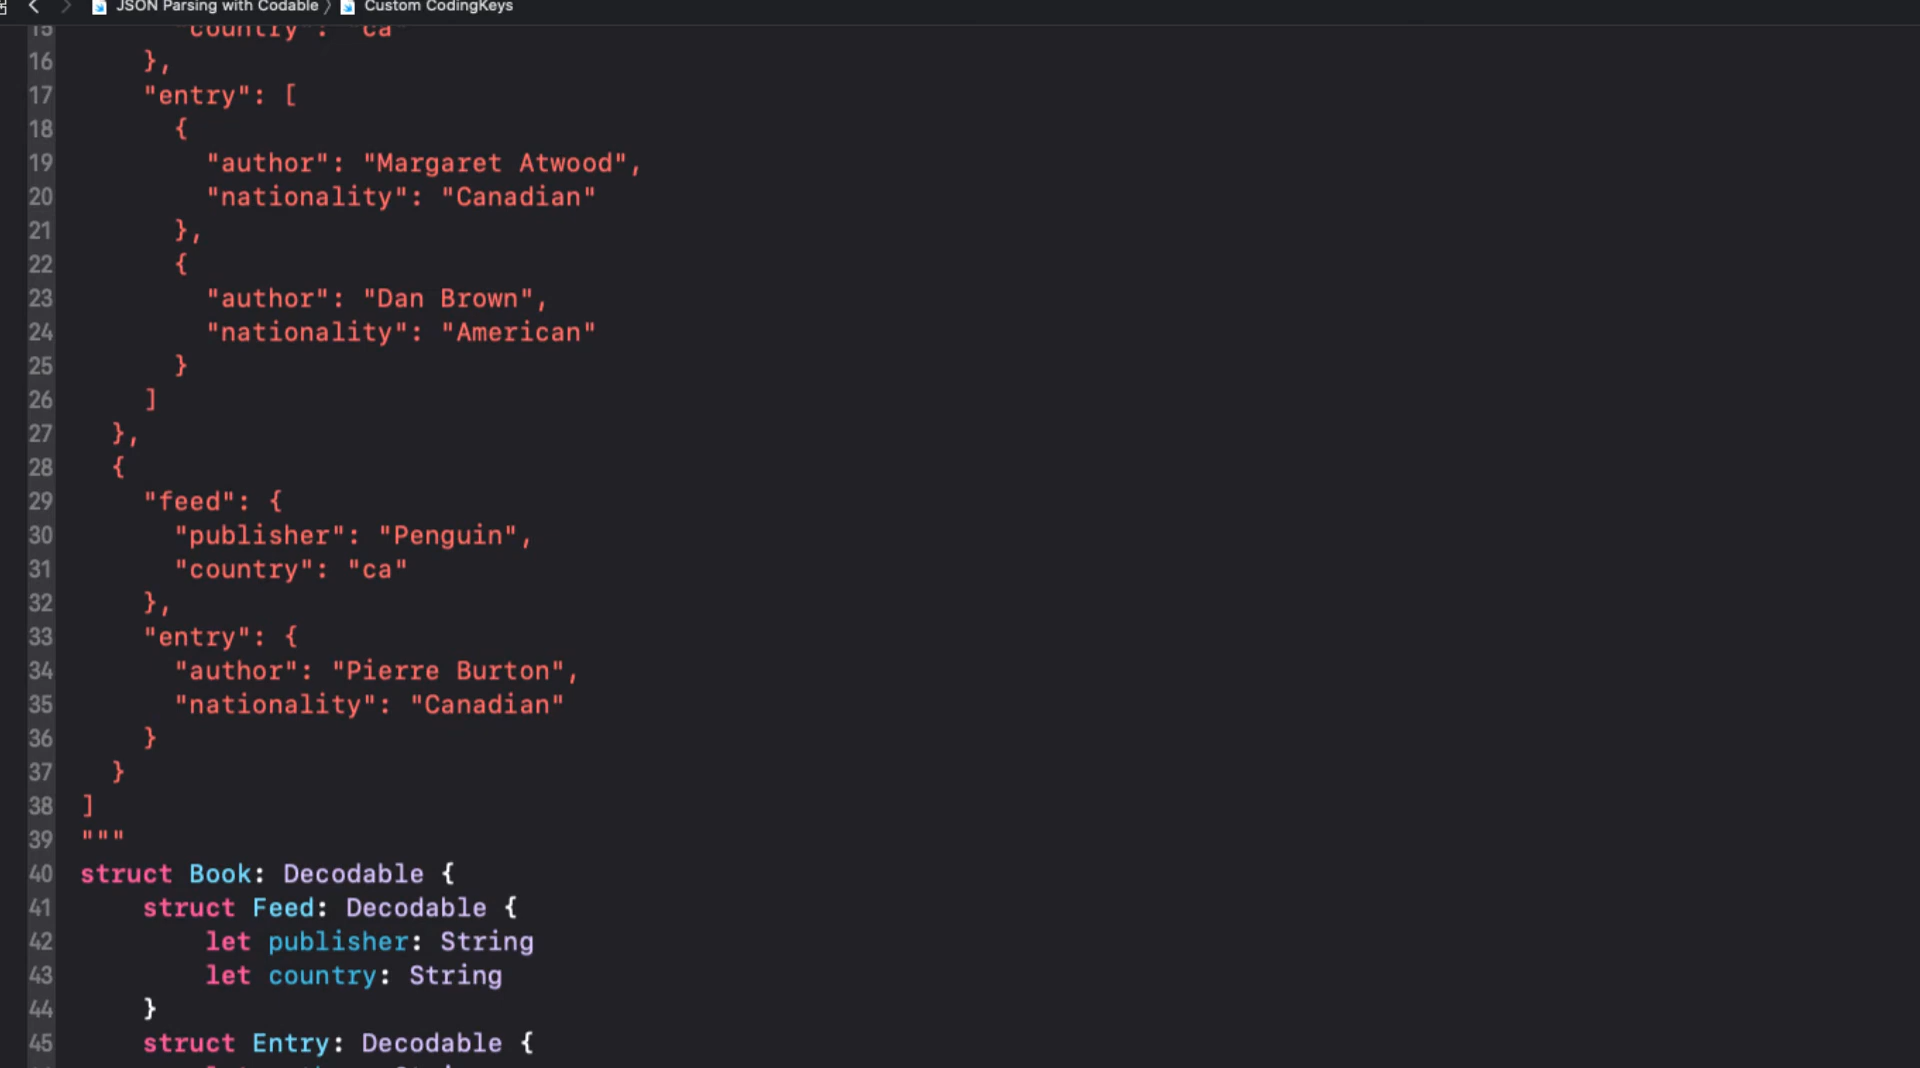 JSON Parsing with Codable 〉 Custom CodingKeys
15 "country": "ca"
16 },
17 "entry": [
18 {
19 "author": "Margaret Atwood",
20 "nationality": "Canadian"
21 },
22 {
23 "author": "Dan Brown",
24 "nationality": "American"
25 }
26 ]
27 },
28 {
29 "feed": {
30 "publisher": "Penguin",
31 "country": "ca"
32 },
33 "entry": {
34 "author": "Pierre Burton",
35 "nationality": "Canadian"
36 }
37 }
38 ]
39 """
40 struct Book: Decodable {
41 struct Feed: Decodable {
42 let publisher: String
43 let country: String
44 }
45 struct Entry: Decodable {